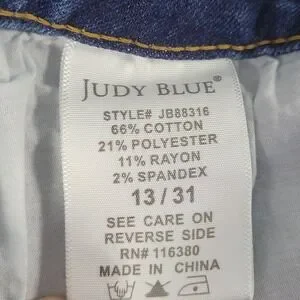 JUDY BLUE®
STYLE# JB88316
66% COTTON
21% POLYESTER
11% RAYON
2% SPANDEX
13 / 31
SEE CARE ON
REVERSE SIDE
RN# 116380
MADE IN CHINA